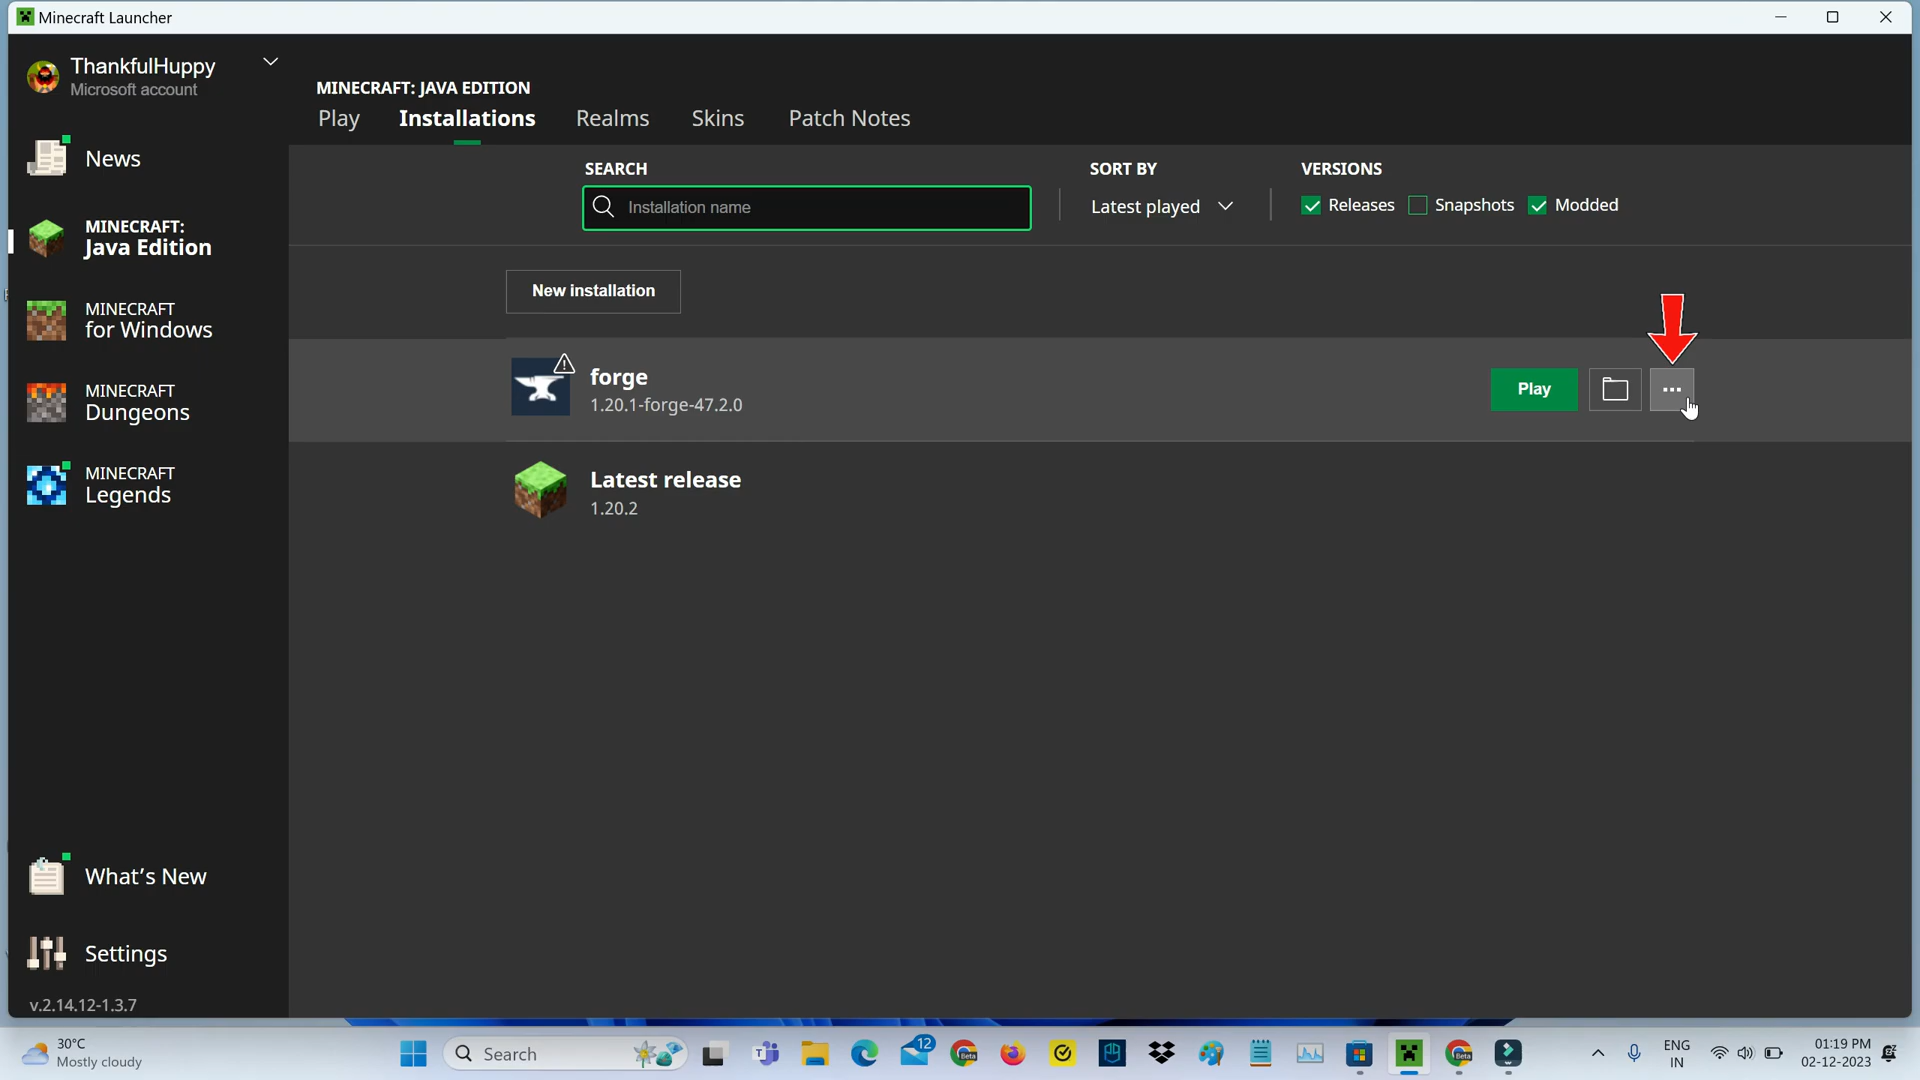 Minecraft Launcher
ThankfulHuppy
Microsoft account
News
MINECRAFT:
Java Edition
MINECRAFT
for Windows
MINECRAFT
Dungeons
MINECRAFT
Legends
What's New
Settings
v.2.14.12-1.3.7
MINECRAFT: JAVA EDITION
Play Installations Realms Skins Patch Notes
SEARCH SORT BY VERSIONS
Installation name Latest played Releases Snapshots Modded
New installation
forge
1.20.1-forge-47.2.0
Play
Latest release
1.20.2
30°C
Mostly cloudy
Search
12
Beta
Beta
ENG
IN
01:19 PM
02-12-2023